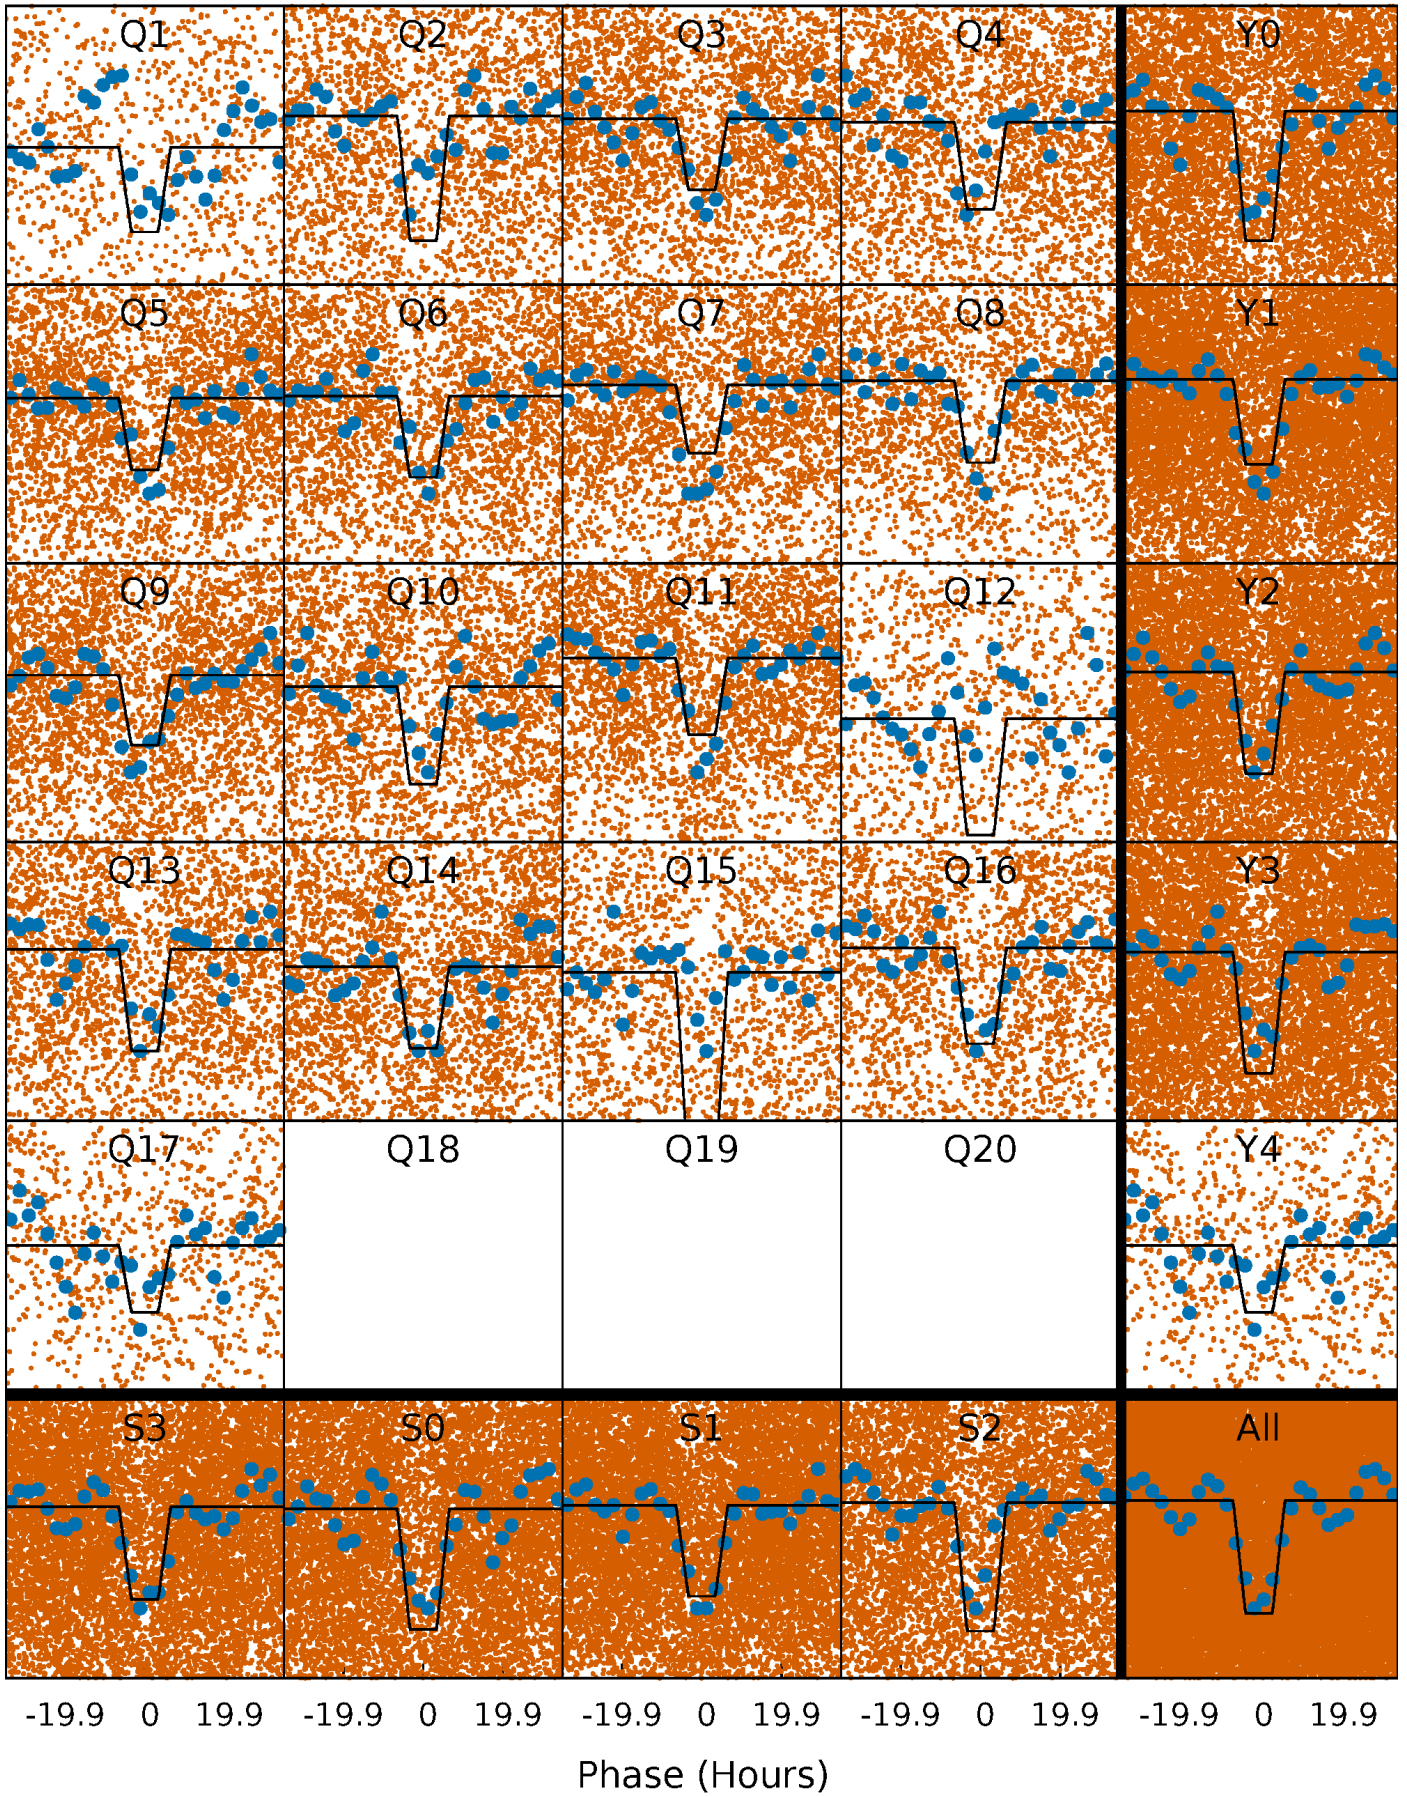 Q1 Q2 Q3 Q4 Y0
Q5 Q6 Q7 Q8 Y1
Q9 Q10 Q11 Q12 Y2
Q13 Q14 Q15 Q16 Y3
Q17 Q18 Q19 Q20 Y4
S3 S0 S1 S2 All
-19.9 0 19.9 -19.9 0 19.9 -19.9 0 19.9 -19.9 0 19.9 -19.9 0 19.9
Phase (Hours)